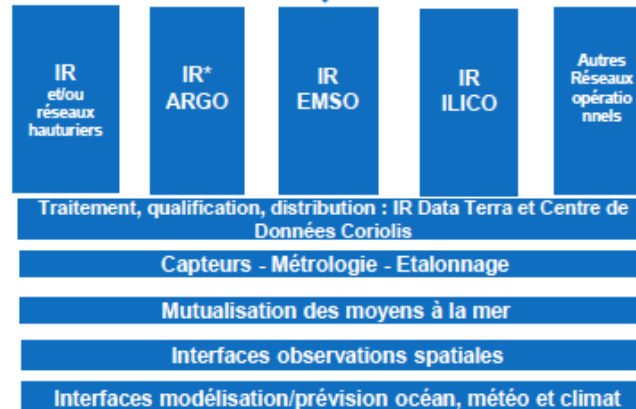 IR
et/ou
réseaux
hauturiers
IR*
ARGO
IR
EMSO
IR
ILICO
Autres
Réseaux
opératio
nnels
Traitement, qualification, distribution : IR Data Terra et Centre de
Données Coriolis
Capteurs - Métrologie - Etalonnage
Mutualisation des moyens à la mer
Interfaces observations spatiales
Interfaces modélisation/prévision océan, météo et climat